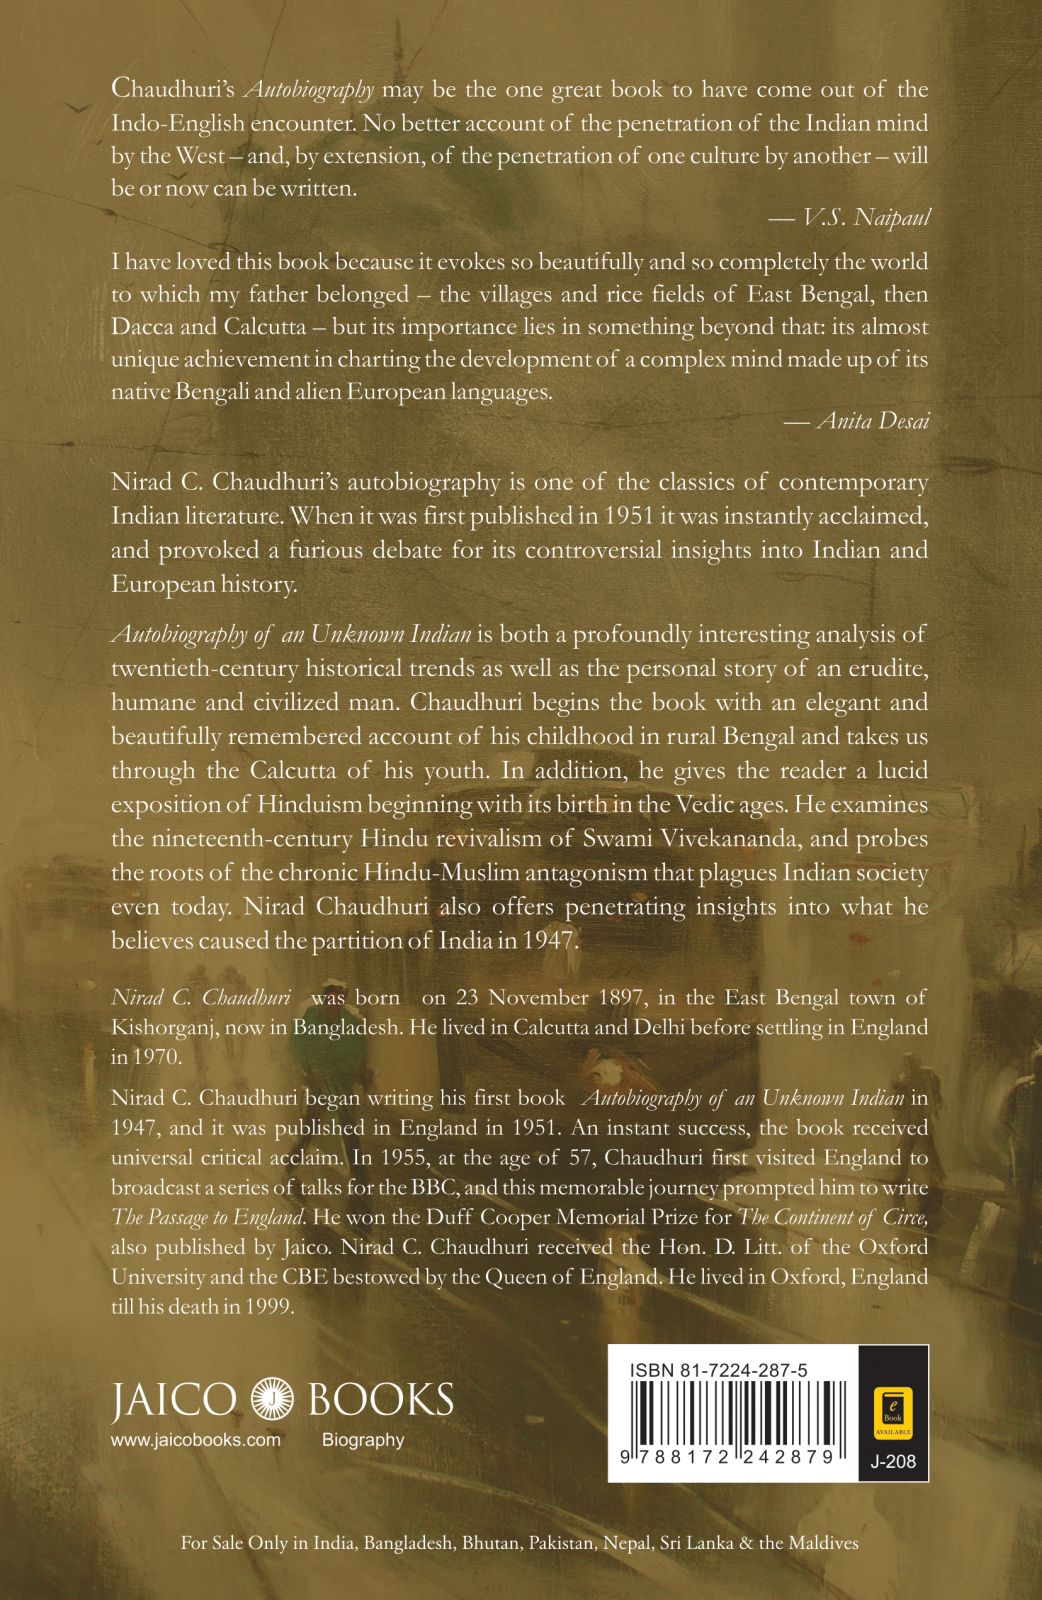 Chaudhuri's Autobiography may be the one great book to have come out of the
Indo-English encounter. No better account of the penetration of the Indian mind
by the West – and, by extension, of the penetration of one culture by another – will
be or now can be written.
— V.S. Naipaul
I have loved this book because it evokes so beautifully and so completely the world
to which my father belonged – the villages and rice fields of East Bengal, then
Dacca and Calcutta – but its importance lies in something beyond that: its almost
unique achievement in charting the development of a complex mind made up of its
native Bengali and alien European languages.
— Anita Desai
Nirad C. Chaudhuri's autobiography is one of the classics of contemporary
Indian literature. When it was first published in 1951 it was instantly acclaimed,
and provoked a furious debate for its controversial insights into Indian and
European history.
Autobiography of an Unknown Indian is both a profoundly interesting analysis of
twentieth-century historical trends as well as the personal story of an erudite,
humane and civilized man. Chaudhuri begins the book with an elegant and
beautifully remembered account of his childhood in rural Bengal and takes us
through the Calcutta of his youth. In addition, he gives the reader a lucid
exposition of Hinduism beginning with its birth in the Vedic ages. He examines
the nineteenth-century Hindu revivalism of Swami Vivekananda, and probes
the roots of the chronic Hindu-Muslim antagonism that plagues Indian society
even today. Nirad Chaudhuri also offers penetrating insights into what he
believes caused the partition of India in 1947.
Nirad C. Chaudhuri was born on 23 November 1897, in the East Bengal town of
Kishorganj, now in Bangladesh. He lived in Calcutta and Delhi before settling in England
in 1970.
Nirad C. Chaudhuri began writing his first book Autobiography of an Unknown Indian in
1947, and it was published in England in 1951. An instant success, the book received
universal critical acclaim. In 1955, at the age of 57, Chaudhuri first visited England to
broadcast a series of talks for the BBC, and this memorable journey prompted him to write
The Passage to England. He won the Duff Cooper Memorial Prize for The Continent of Circe,
also published by Jaico. Nirad C. Chaudhuri received the Hon. D. Litt. of the Oxford
University and the CBE bestowed by the Queen of England. He lived in Oxford, England
till his death in 1999.
JAICO J BOOKS
www.jaicobooks.com Biography
ISBN 81-7224-287-5
9 788172 242879
e
Book
AVAILABLE
J-208
For Sale Only in India, Bangladesh, Bhutan, Pakistan, Nepal, Sri Lanka & the Maldives